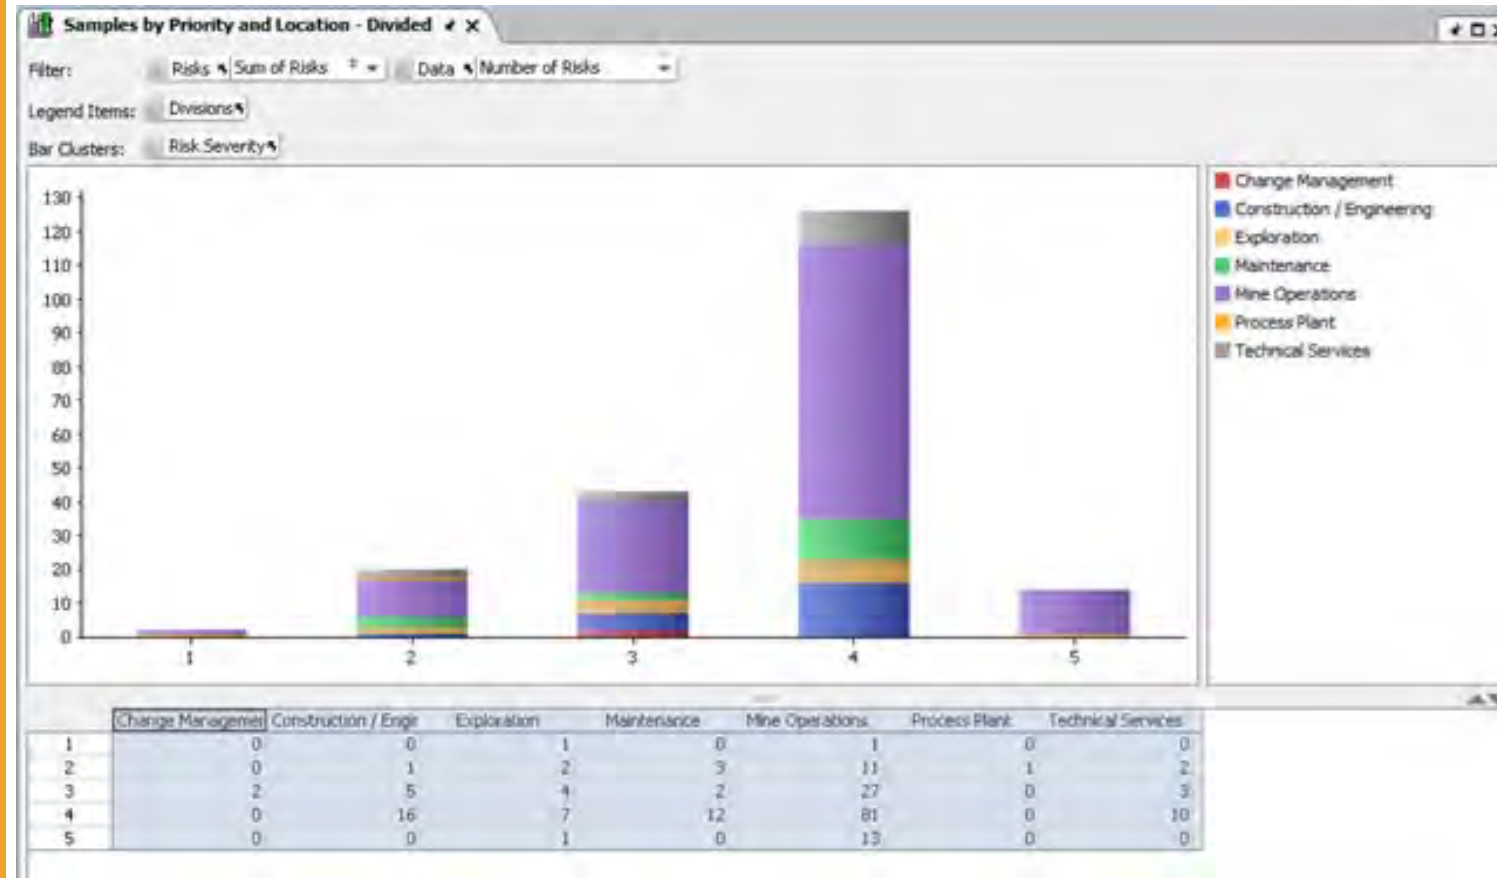 Samples by Priority and Location - Divided
Filter: Risks Sum of Risks Data Number of Risks
Legend Items: Divisions
Bar Clusters: Risk Severity
130
120
110
100
90
80
70
60
50
40
30
20
10
0
1 2 3 4 5
Change Management
Construction / Engineering
Exploration
Maintenance
Mine Operations
Process Plant
Technical Services
Change Managemen Construction / Engir Exploration Maintenance Mine Operations Process Plant Technical Services
1 0 0 1 0 1 0 0
2 0 1 2 3 11 1 2
3 2 5 4 2 27 0 3
4 0 16 7 12 81 0 10
5 0 0 1 0 13 0 0